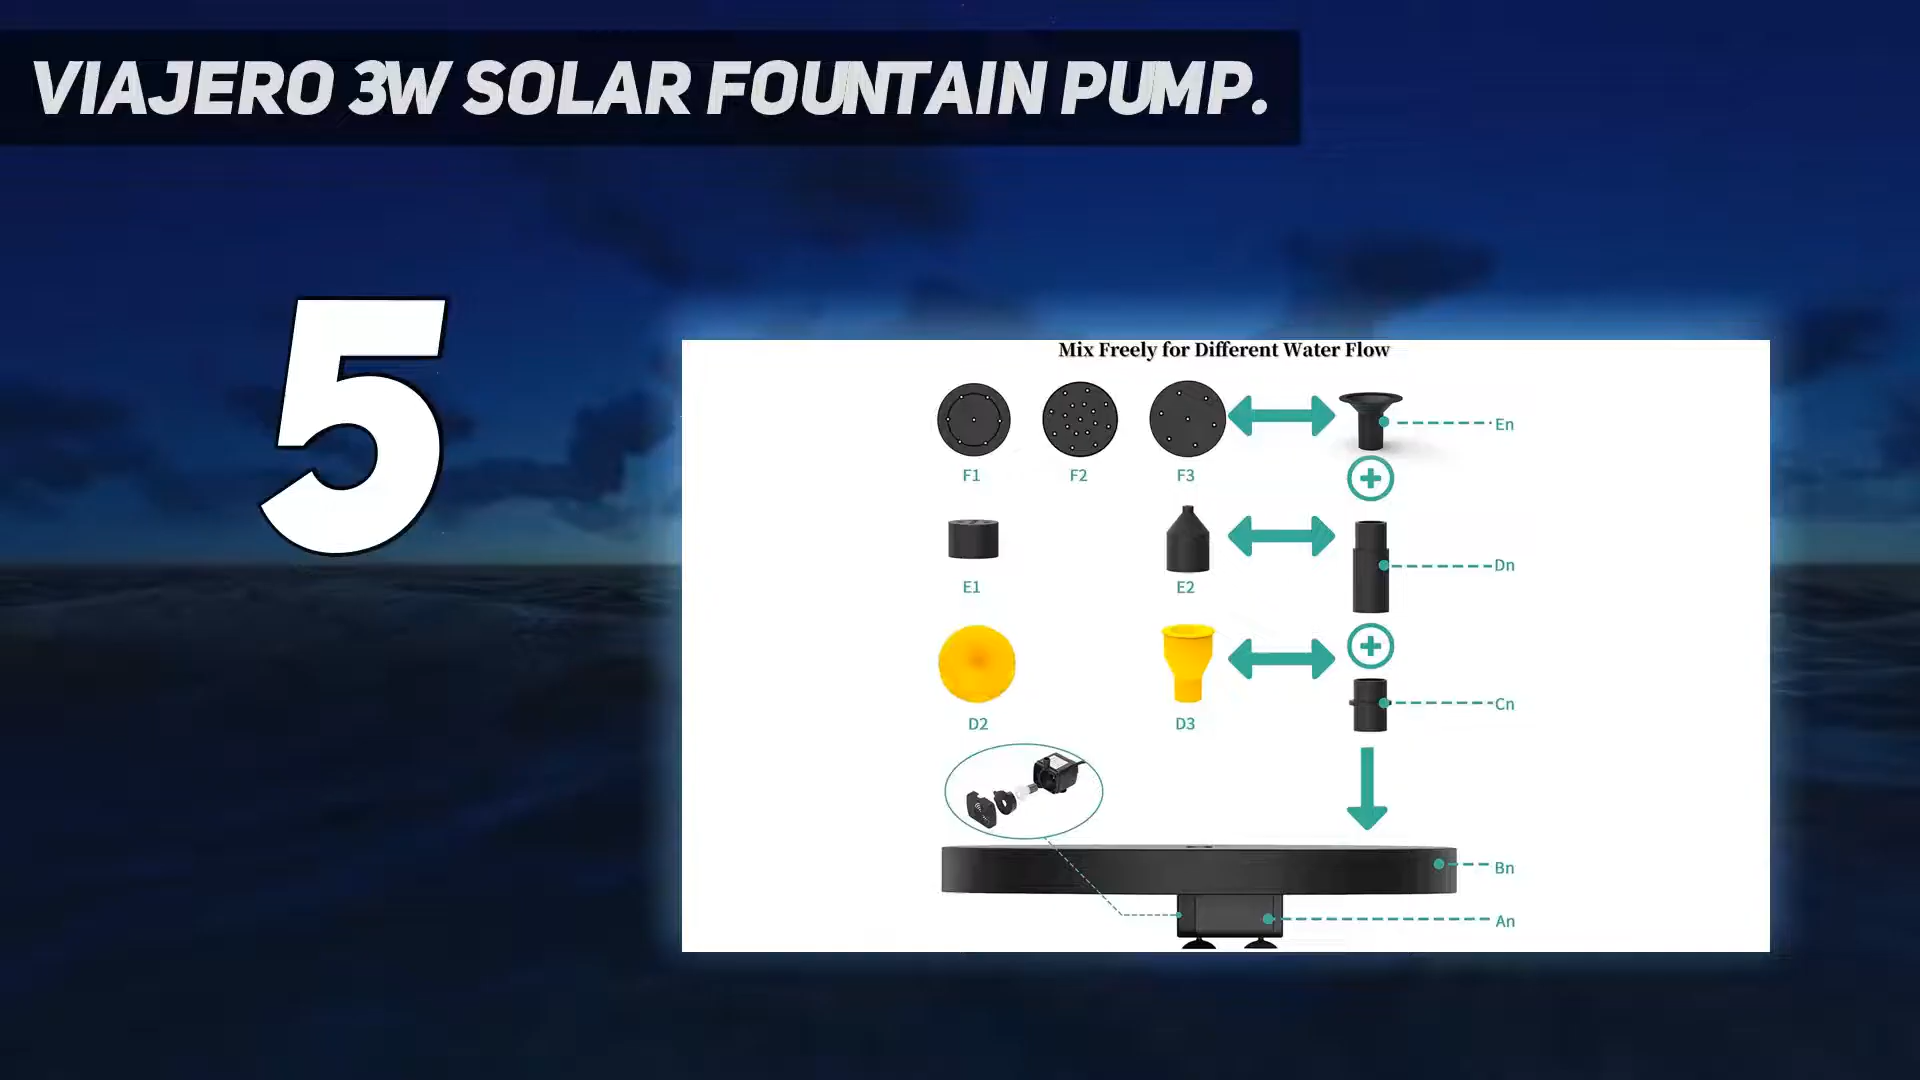 VIAJERO 3W SOLAR FOUNTAIN PUMP.
5
Mix Freely for Different Water Flow
En
F1 F2 F3
Dn
E1 E2
Cn
D2 D3
Bn
An